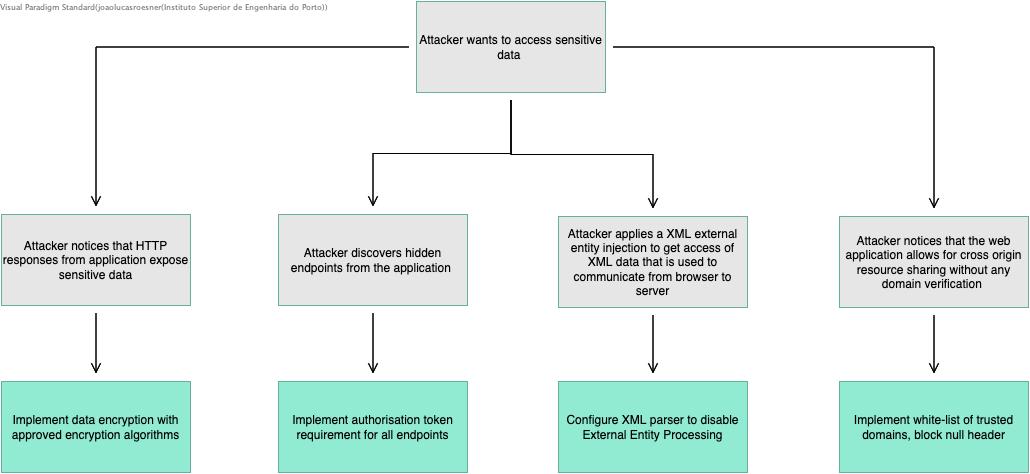 Visual Paradigm Standard(joaolucasroesner(Instituto Superior de Engenharia do Porto))
Attacker wants to access sensitive
data
Attacker notices that HTTP
responses from application expose
sensitive data
Attacker discovers hidden
endpoints from the application
Attacker applies a XML external
entity injection to get access of
XML data that is used to
communicate from browser to
server
Attacker notices that the web
application allows for cross origin
resource sharing without any
domain verification
Implement data encryption with
approved encryption algorithms
Implement authorisation token
requirement for all endpoints
Configure XML parser to disable
External Entity Processing
Implement white-list of trusted
domains, block null header